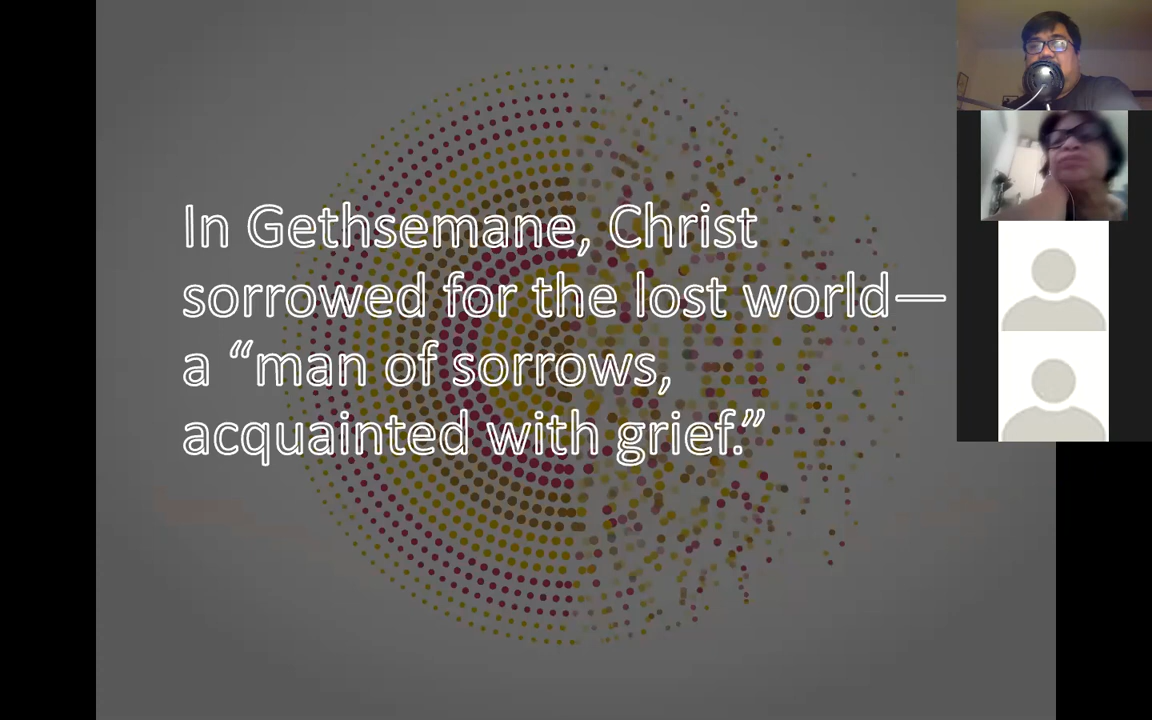 In Gethsemane, Christ
sorrowed for the lost world—
a “man of sorrows,
acquainted with grief.”